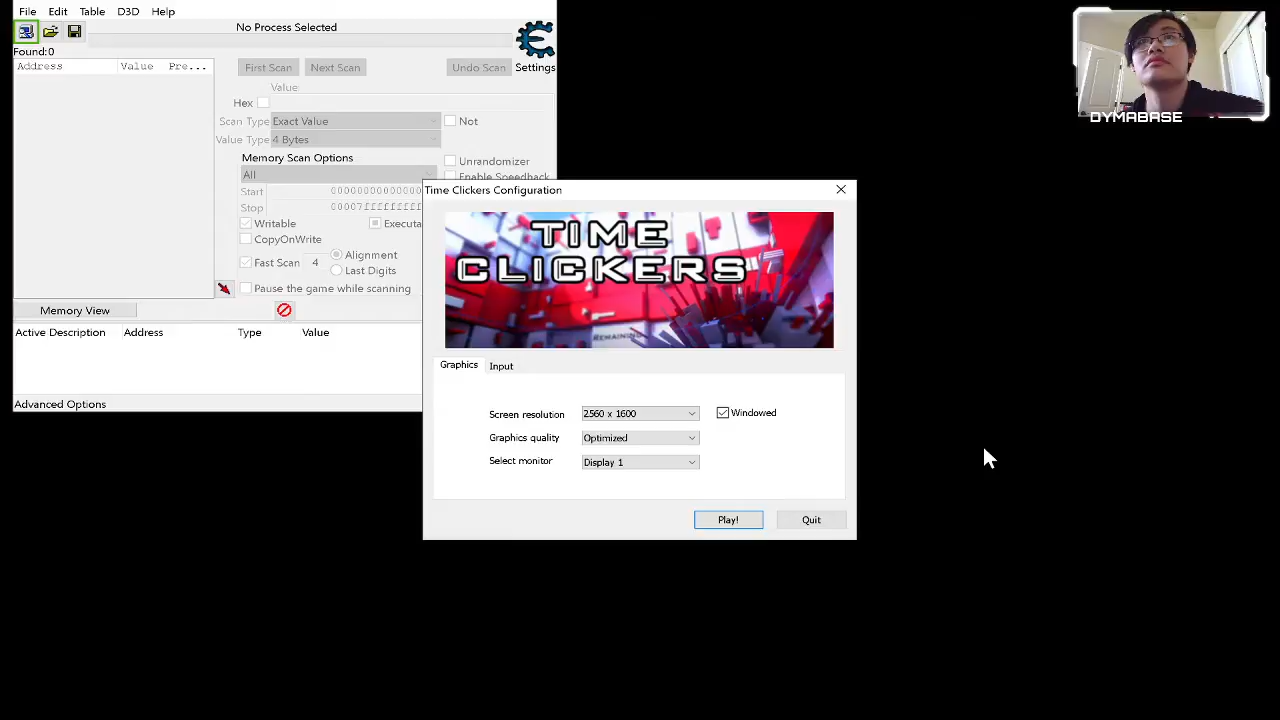 File Edit Table D3D Help
No Process Selected
Found:0
Address Value Pre...
First Scan Next Scan Undo Scan Settings
Value:
Hex
Scan Type Exact Value Not
Value Type 4 Bytes
Memory Scan Options
All
Unrandomizer
Enable Speedhack
Start 0000000000000
Stop 00007fffffffff
Writable Executa
CopyOnWrite
Fast Scan 4 Alignment
Last Digits
Pause the game while scanning
Memory View
Active Description Address Type Value
Advanced Options
Time Clickers Configuration
TIME
CLICKERS
REMAINING
Graphics Input
Screen resolution 2560 x 1600 Windowed
Graphics quality Optimized
Select monitor Display 1
Play! Quit
DYMABASE